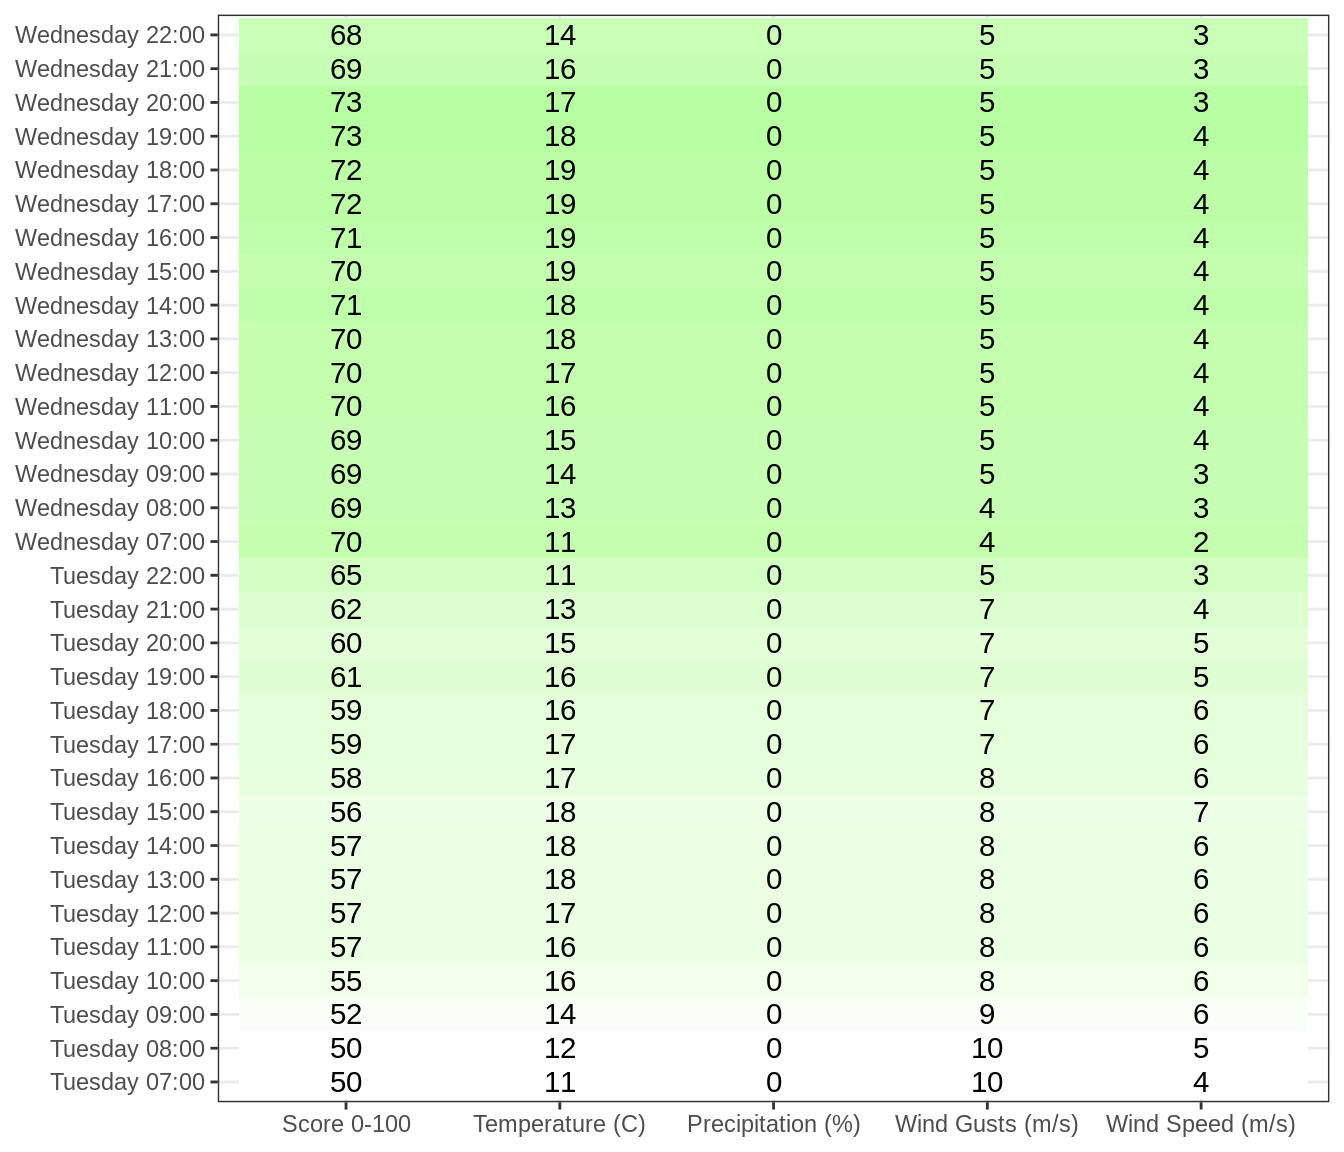 Wednesday 22:00 68 14 0 5 3
Wednesday 21:00 69 16 0 5 3
Wednesday 20:00 73 17 0 5 3
Wednesday 19:00 73 18 0 5 4
Wednesday 18:00 72 19 0 5 4
Wednesday 17:00 72 19 0 5 4
Wednesday 16:00 71 19 0 5 4
Wednesday 15:00 70 19 0 5 4
Wednesday 14:00 71 18 0 5 4
Wednesday 13:00 70 18 0 5 4
Wednesday 12:00 70 17 0 5 4
Wednesday 11:00 70 16 0 5 4
Wednesday 10:00 69 15 0 5 4
Wednesday 09:00 69 14 0 5 3
Wednesday 08:00 69 13 0 4 3
Wednesday 07:00 70 11 0 4 2
Tuesday 22:00 65 11 0 5 3
Tuesday 21:00 62 13 0 7 4
Tuesday 20:00 60 15 0 7 5
Tuesday 19:00 61 16 0 7 5
Tuesday 18:00 59 16 0 7 6
Tuesday 17:00 59 17 0 7 6
Tuesday 16:00 58 17 0 8 6
Tuesday 15:00 56 18 0 8 7
Tuesday 14:00 57 18 0 8 6
Tuesday 13:00 57 18 0 8 6
Tuesday 12:00 57 17 0 8 6
Tuesday 11:00 57 16 0 8 6
Tuesday 10:00 55 16 0 8 6
Tuesday 09:00 52 14 0 9 6
Tuesday 08:00 50 12 0 10 5
Tuesday 07:00 50 11 0 10 4
Score 0-100 Temperature (C) Precipitation (%) Wind Gusts (m/s) Wind Speed (m/s)